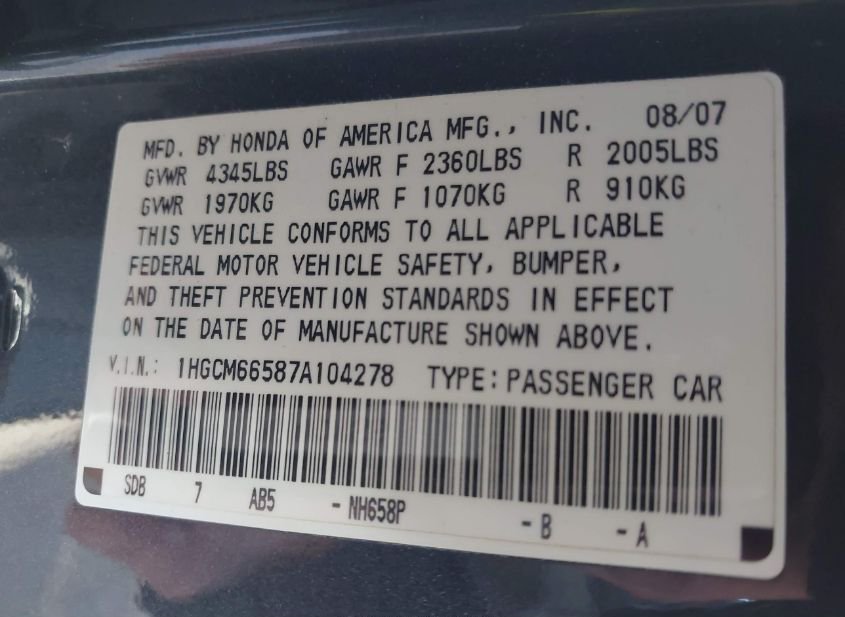 MFD. BY HONDA OF AMERICA MFG., INC. 08/07
GVWR 4345LBS GAWR F 2360LBS R 2005LBS
GVWR 1970KG GAWR F 1070KG R 910KG
THIS VEHICLE CONFORMS TO ALL APPLICABLE
FEDERAL MOTOR VEHICLE SAFETY, BUMPER,
AND THEFT PREVENTION STANDARDS IN EFFECT
ON THE DATE OF MANUFACTURE SHOWN ABOVE.
V.I.N.: 1HGCM66587A104278 TYPE: PASSENGER CAR
SDB 7 AB5 - NH658P - B - A